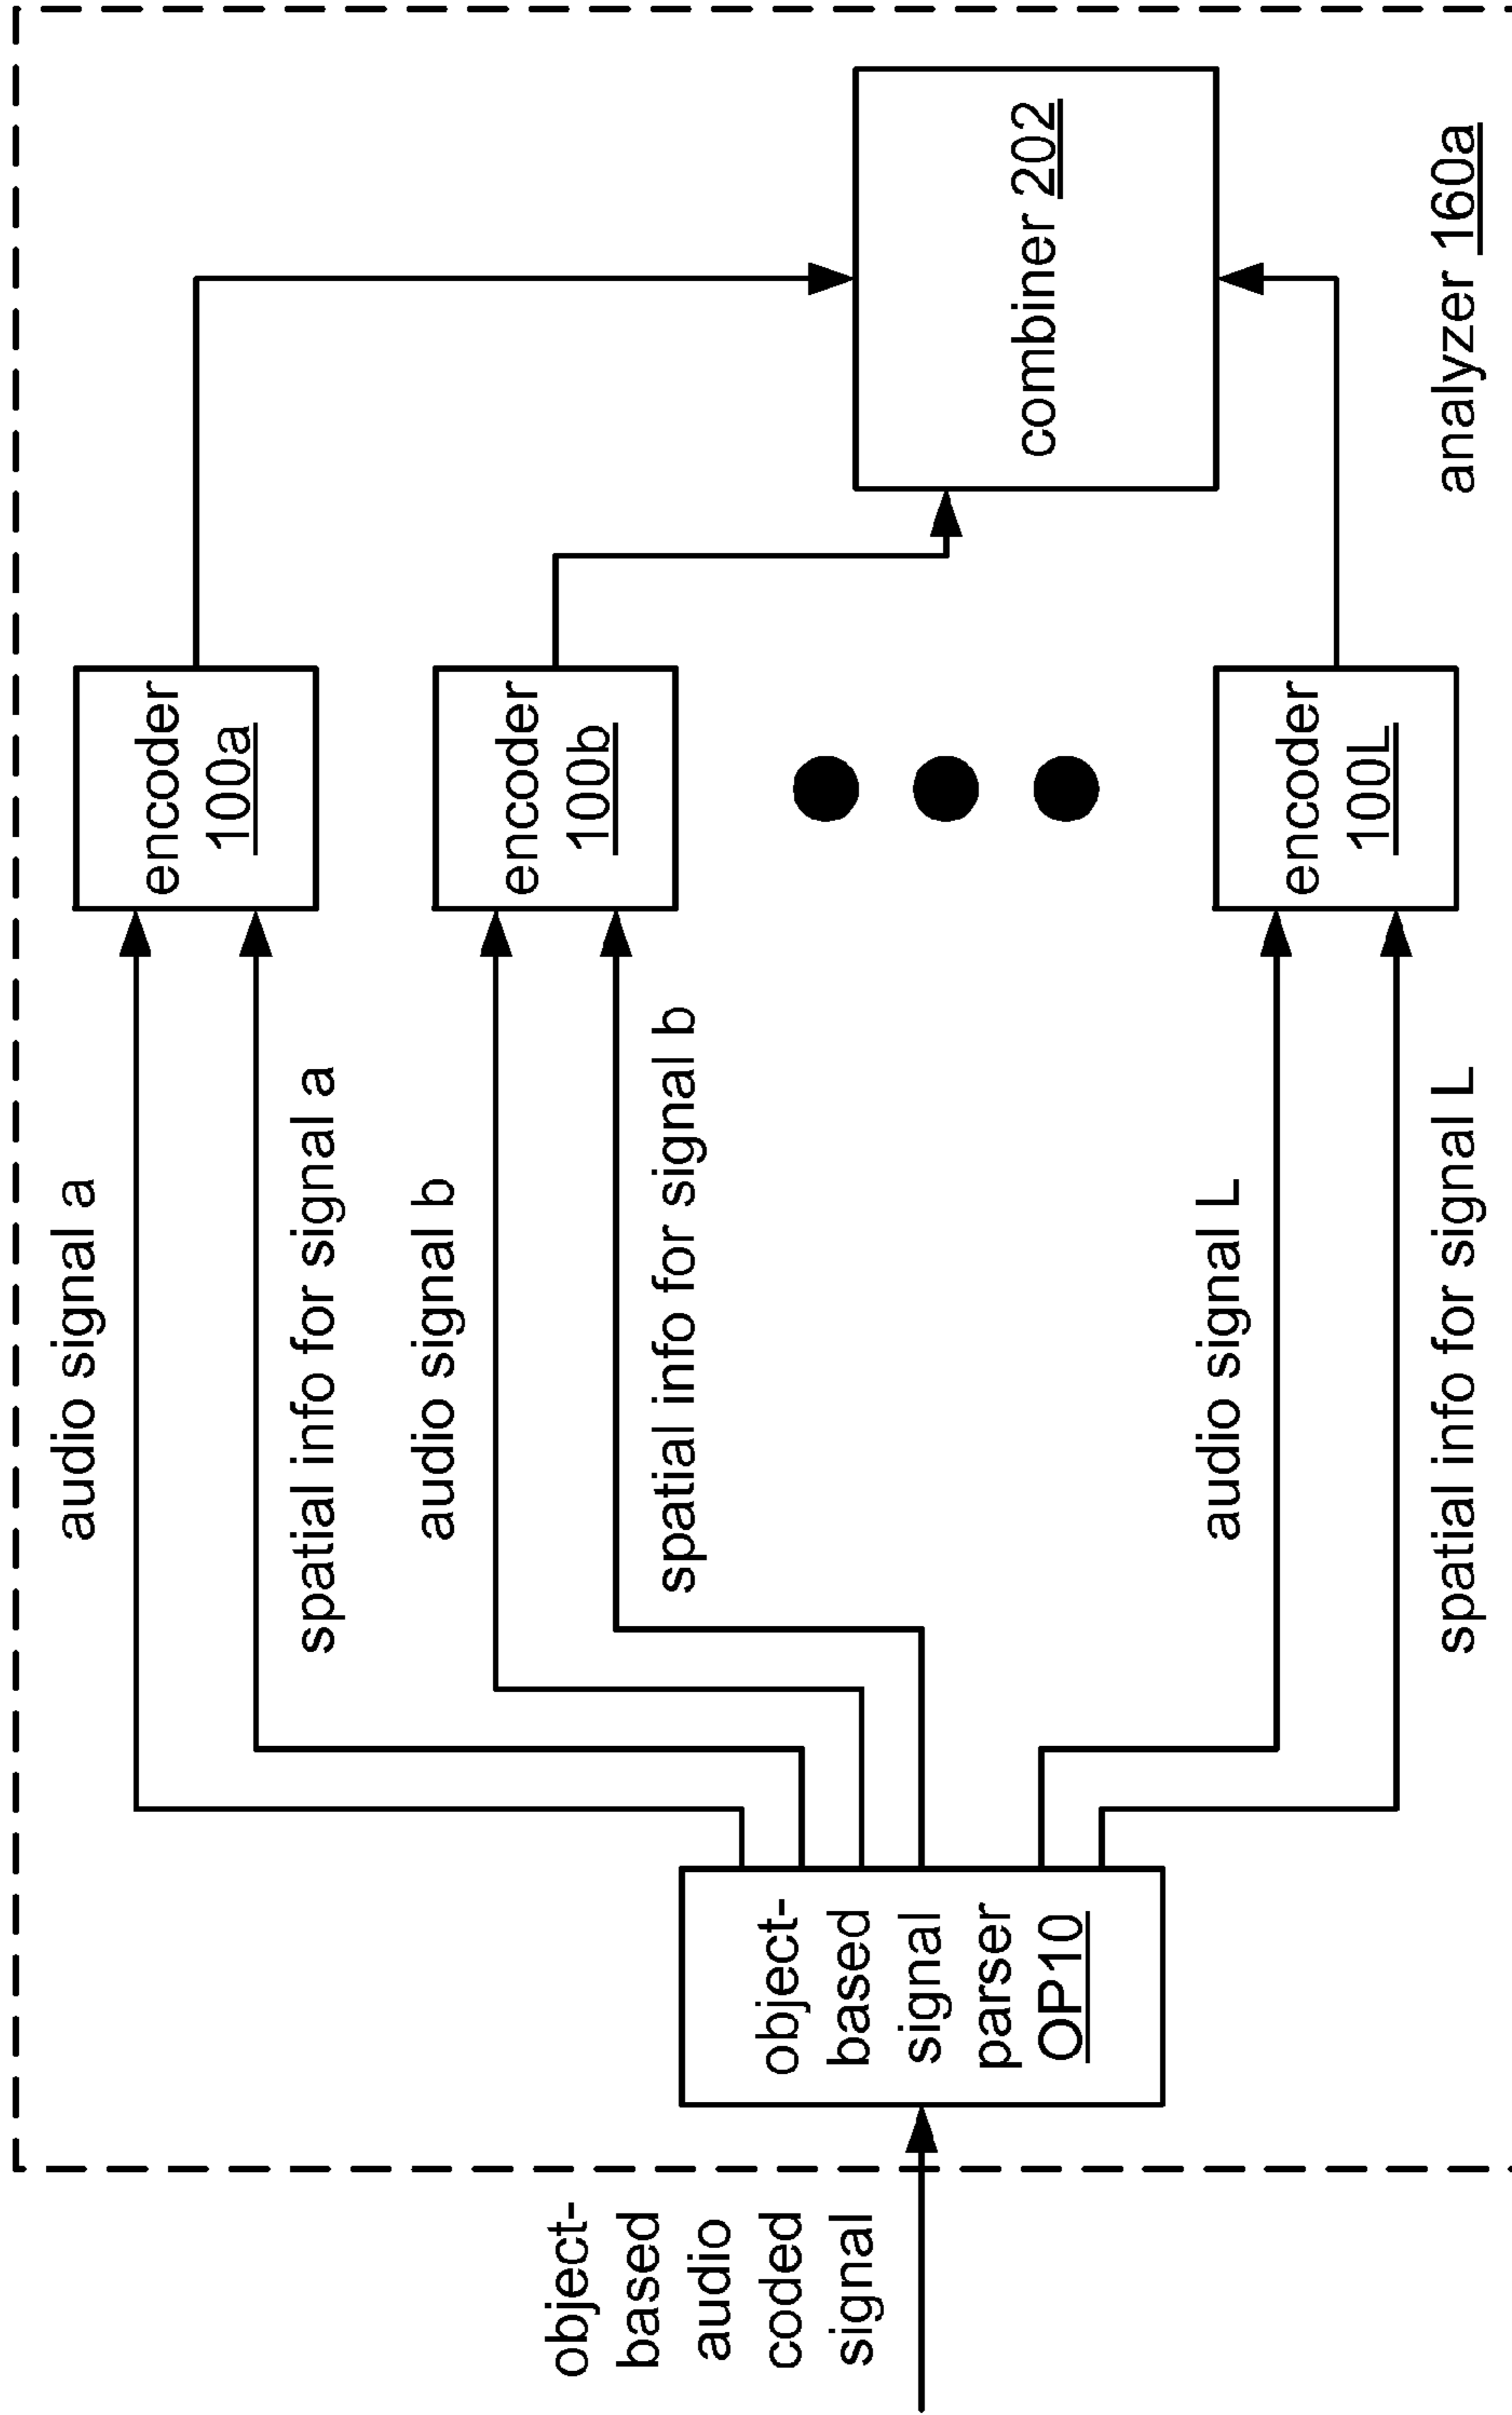 object-
based
audio
coded
signal
object-
based
signal
parser
OP10
audio signal a
spatial info for signal a
audio signal b
spatial info for signal b
audio signal L
spatial info for signal L
encoder
100a
encoder
100b
encoder
100L
combiner 202
analyzer 160a